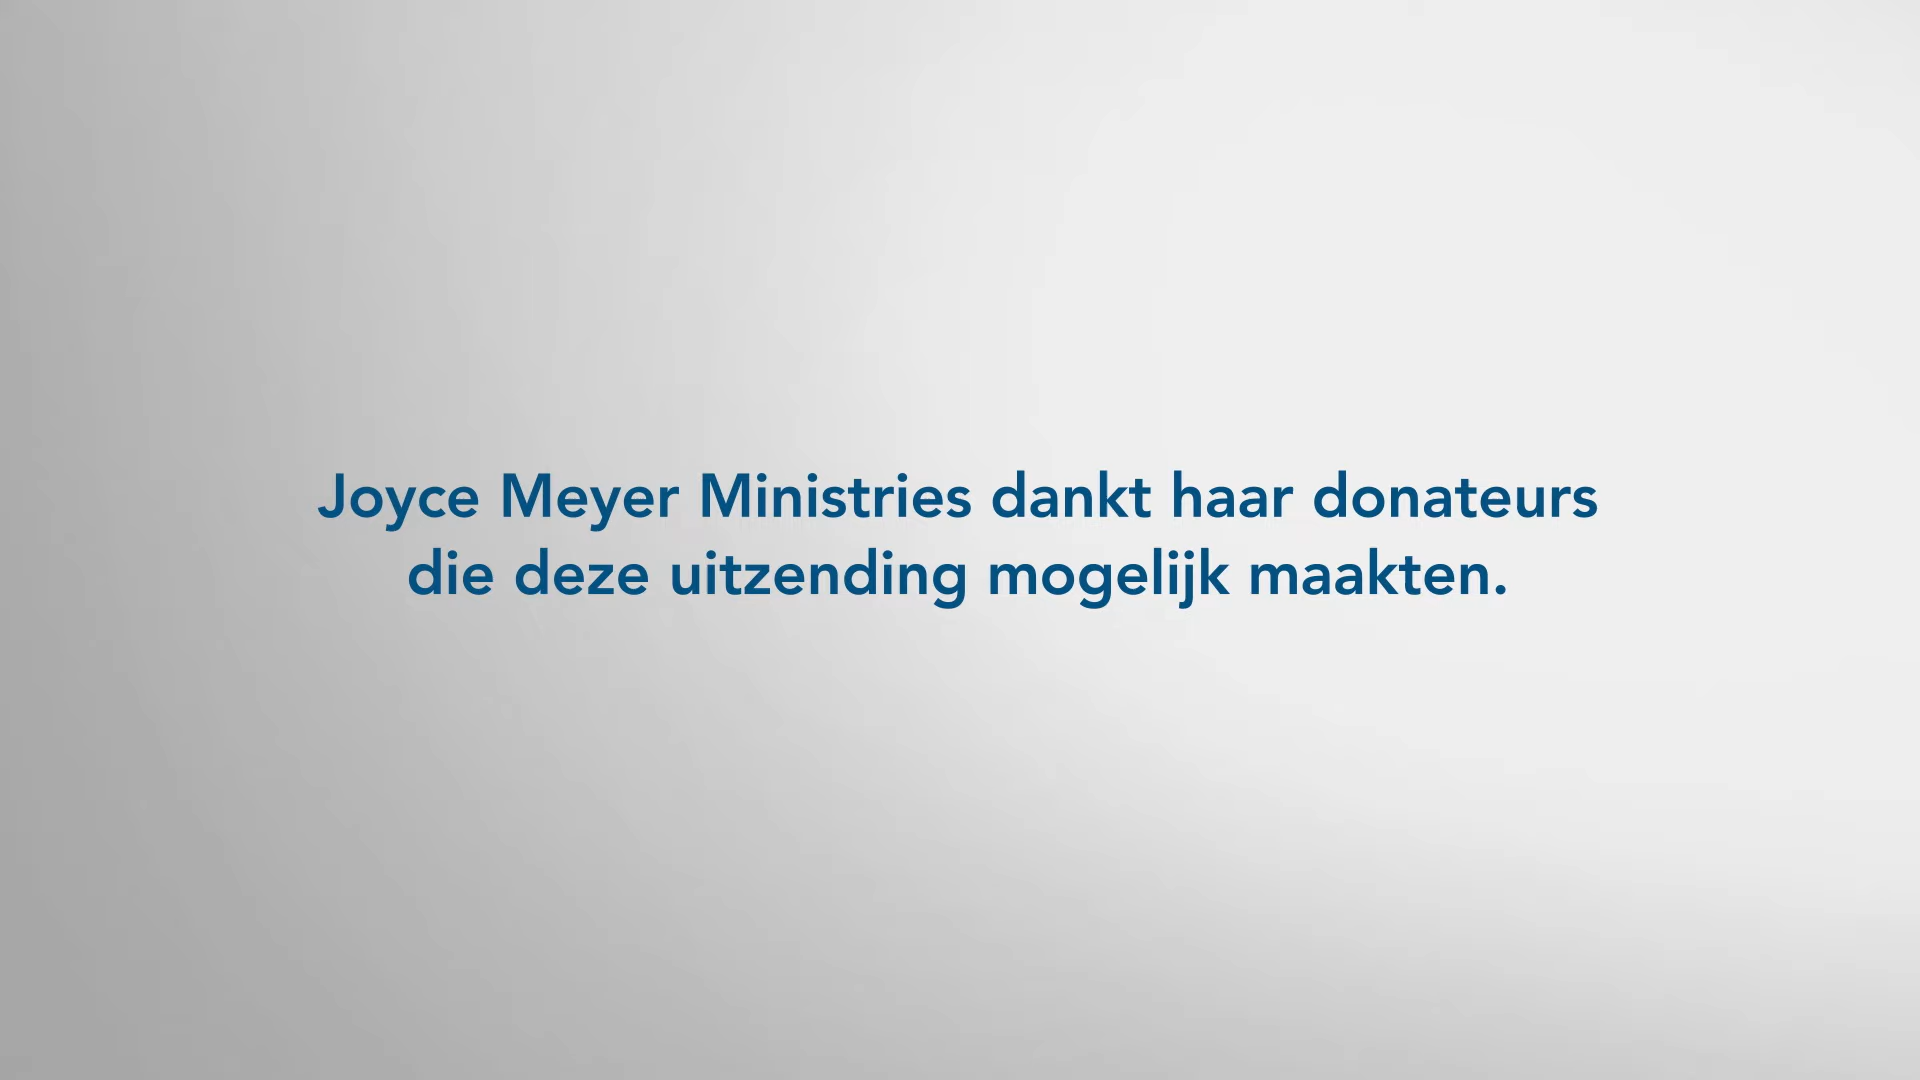 Joyce Meyer Ministries dankt haar donateurs
die deze uitzending mogelijk maakten.